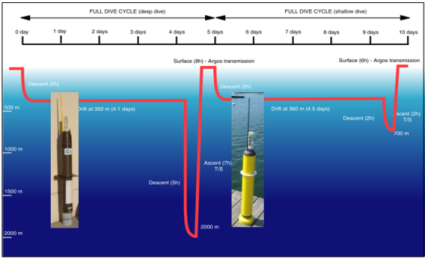 FULL DIVE CYCLE (deep dive)
FULL DIVE CYCLE (shallow dive)
0 day
1 day
2 days
3 days
4 days
5 days
6 days
7 days
8 days
9 days
10 days
Surface (8h) - Argos transmission
Surface (6h) - Argos transmission
Descent (2h)
Drift at 350 m (4.1 days)
Descent (2h)
Drift at 360 m (4.5 days)
500 m
Descent (2h)
Ascent (2h)
T/S
700 m
1000 m
Ascent (7h)
T/S
Descent (5h)
1500 m
2000 m
2000 m